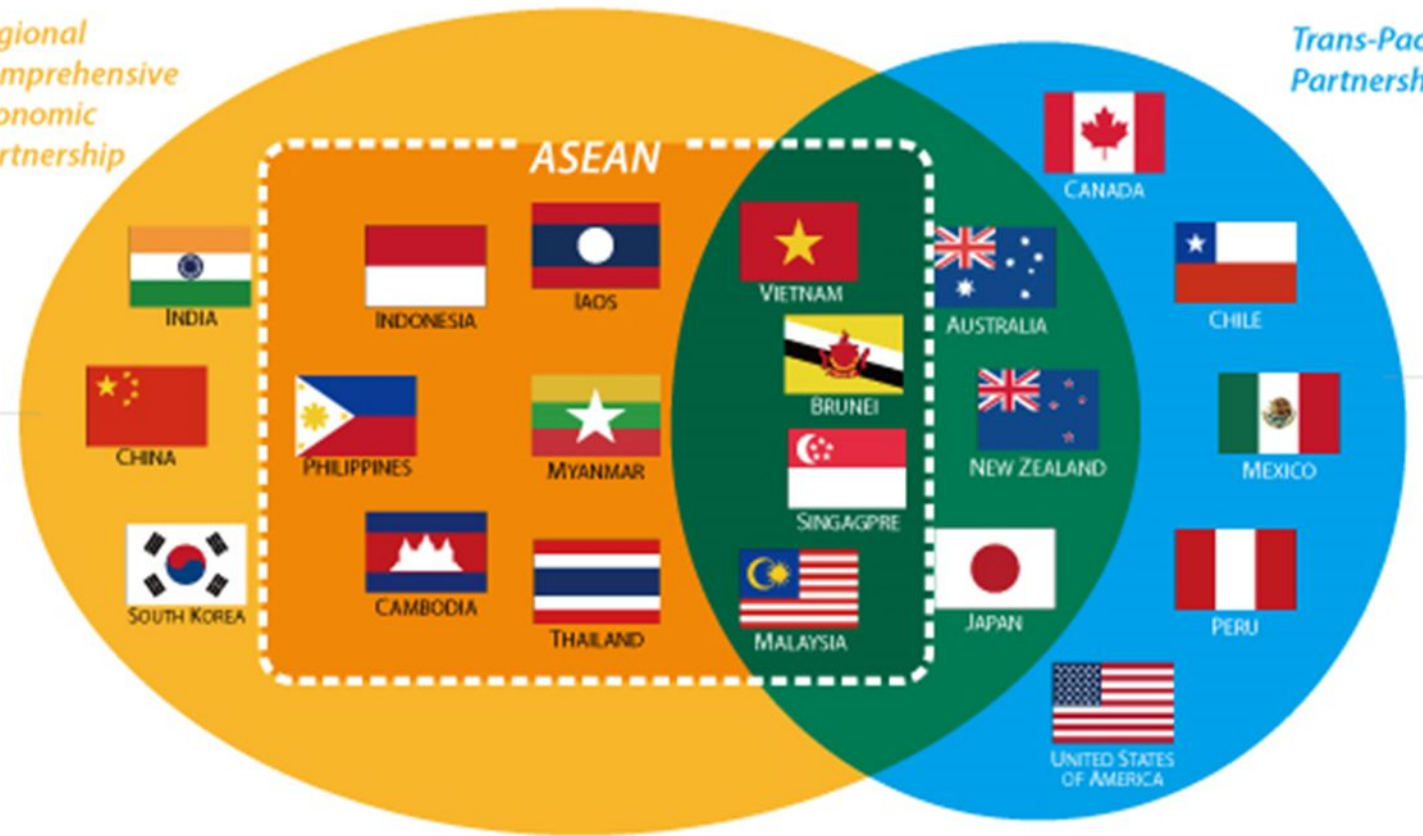 gional
mprehensive
onomic
rtnership
Trans-Pac
Partnersh
ASEAN
CANADA
INDIA
INDONESIA
IAOS
VIETNAM
AUSTRALIA
CHILE
CHINA
PHILIPPINES
MYANMAR
BRUNEI
NEW ZEALAND
MEXICO
SINGAGPRE
SOUTH KOREA
CAMBODIA
THAILAND
MALAYSIA
JAPAN
PERU
UNITED STATES
OF AMERICA